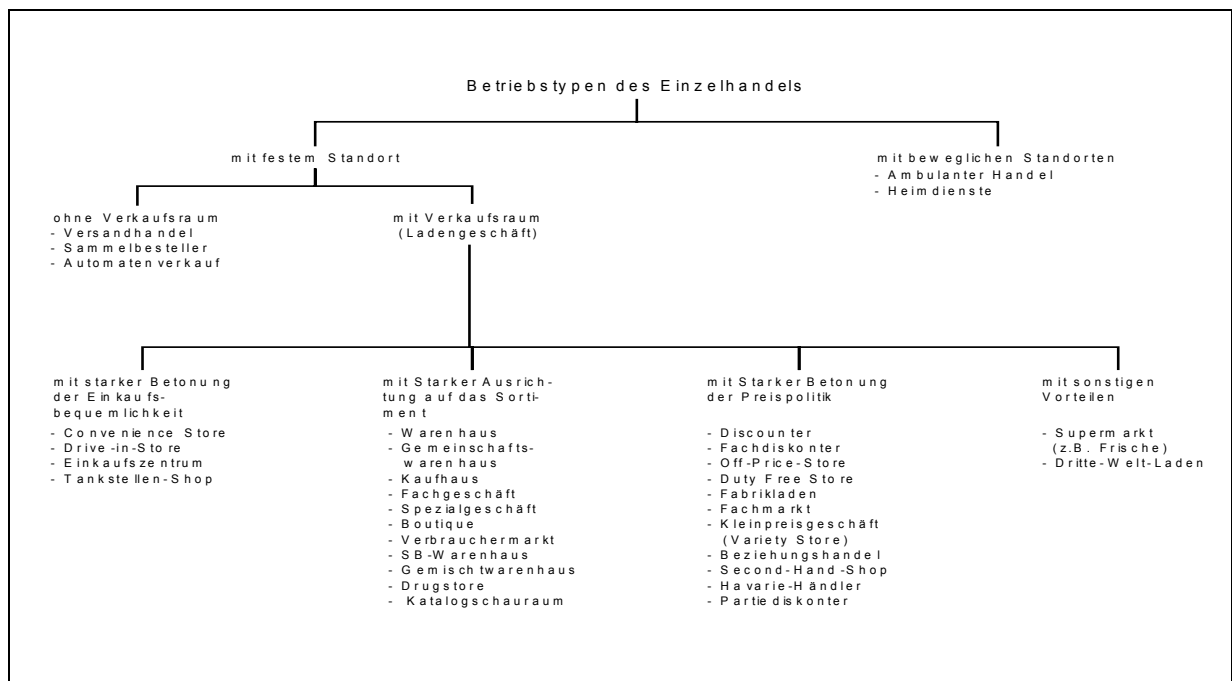 Betriebstypen des Einzelhandels
mit festem Standort
mit beweglichen Standorten
- Ambulanter Handel
- Heimdienste
ohne Verkaufsraum
- Versandhandel
- Sammelbesteller
- Automatenverkauf
mit Verkaufsraum
(Ladengeschäft)
mit starker Betonung
der Einkaufs-
bequemlichkeit
- Convenience Store
- Drive-in-Store
- Einkaufszentrum
- Tankstellen-Shop
mit Starker Ausrich-
tung auf das Sorti-
ment
- Warenhaus
- Gemeinschafts-
warenhaus
- Kaufhaus
- Fachgeschäft
- Spezialgeschäft
- Boutique
- Verbrauchermarkt
- SB-Warenhaus
- Gemischtwarenhaus
- Drugstore
- Katalogschauraum
mit Starker Betonung
der Preispolitik
- Discounter
- Fachdiskonter
- Off-Price-Store
- Duty Free Store
- Fabrikladen
- Fachmarkt
- Kleinpreisgeschäft
(Variety Store)
- Beziehungshandel
- Second-Hand-Shop
- Havarie-Händler
- Partiediskonter
mit sonstigen
Vorteilen
- Supermarkt
(z.B. Frische)
- Dritte-Welt-Laden